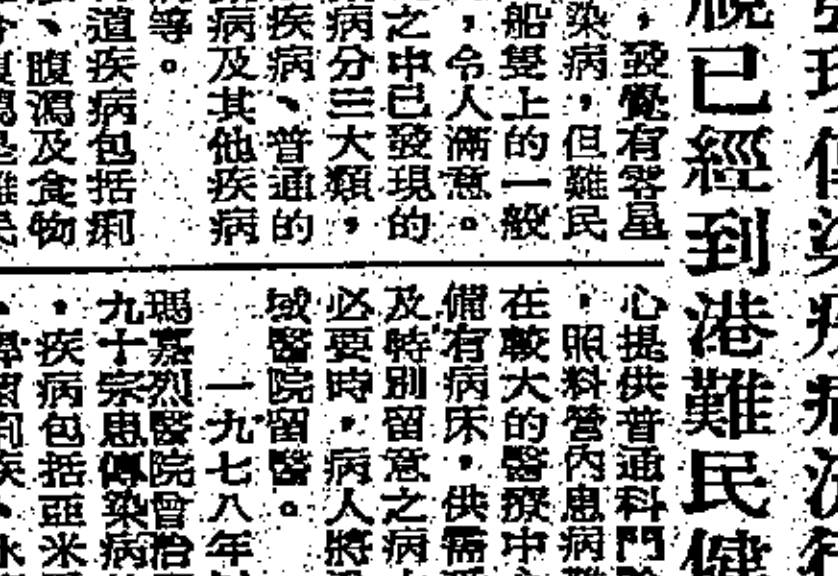 視已經到港難民健
，發覺有零星
染病，但難民
船隻上的一般
，令人滿意。
之中已發現的
病分三大類，
疾病、普通的
病及其他疾病
等。
道疾病包括痢
、腹瀉及食物
心提供普通科門
，照料營內患病難
在較大的醫療中
備有病床，供需
及特別留意之病
必要時，病人將
域醫院留醫。
一九七八年
瑪嘉烈醫院曾治
九十宗患傳染病
，疾病包括亞米